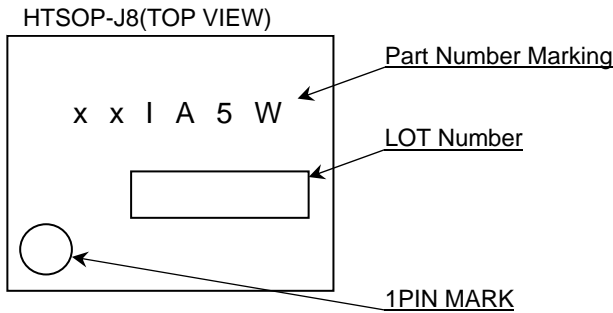 HTSOP-J8(TOP VIEW)
Part Number Marking
x x I A 5 W
LOT Number
1PIN MARK